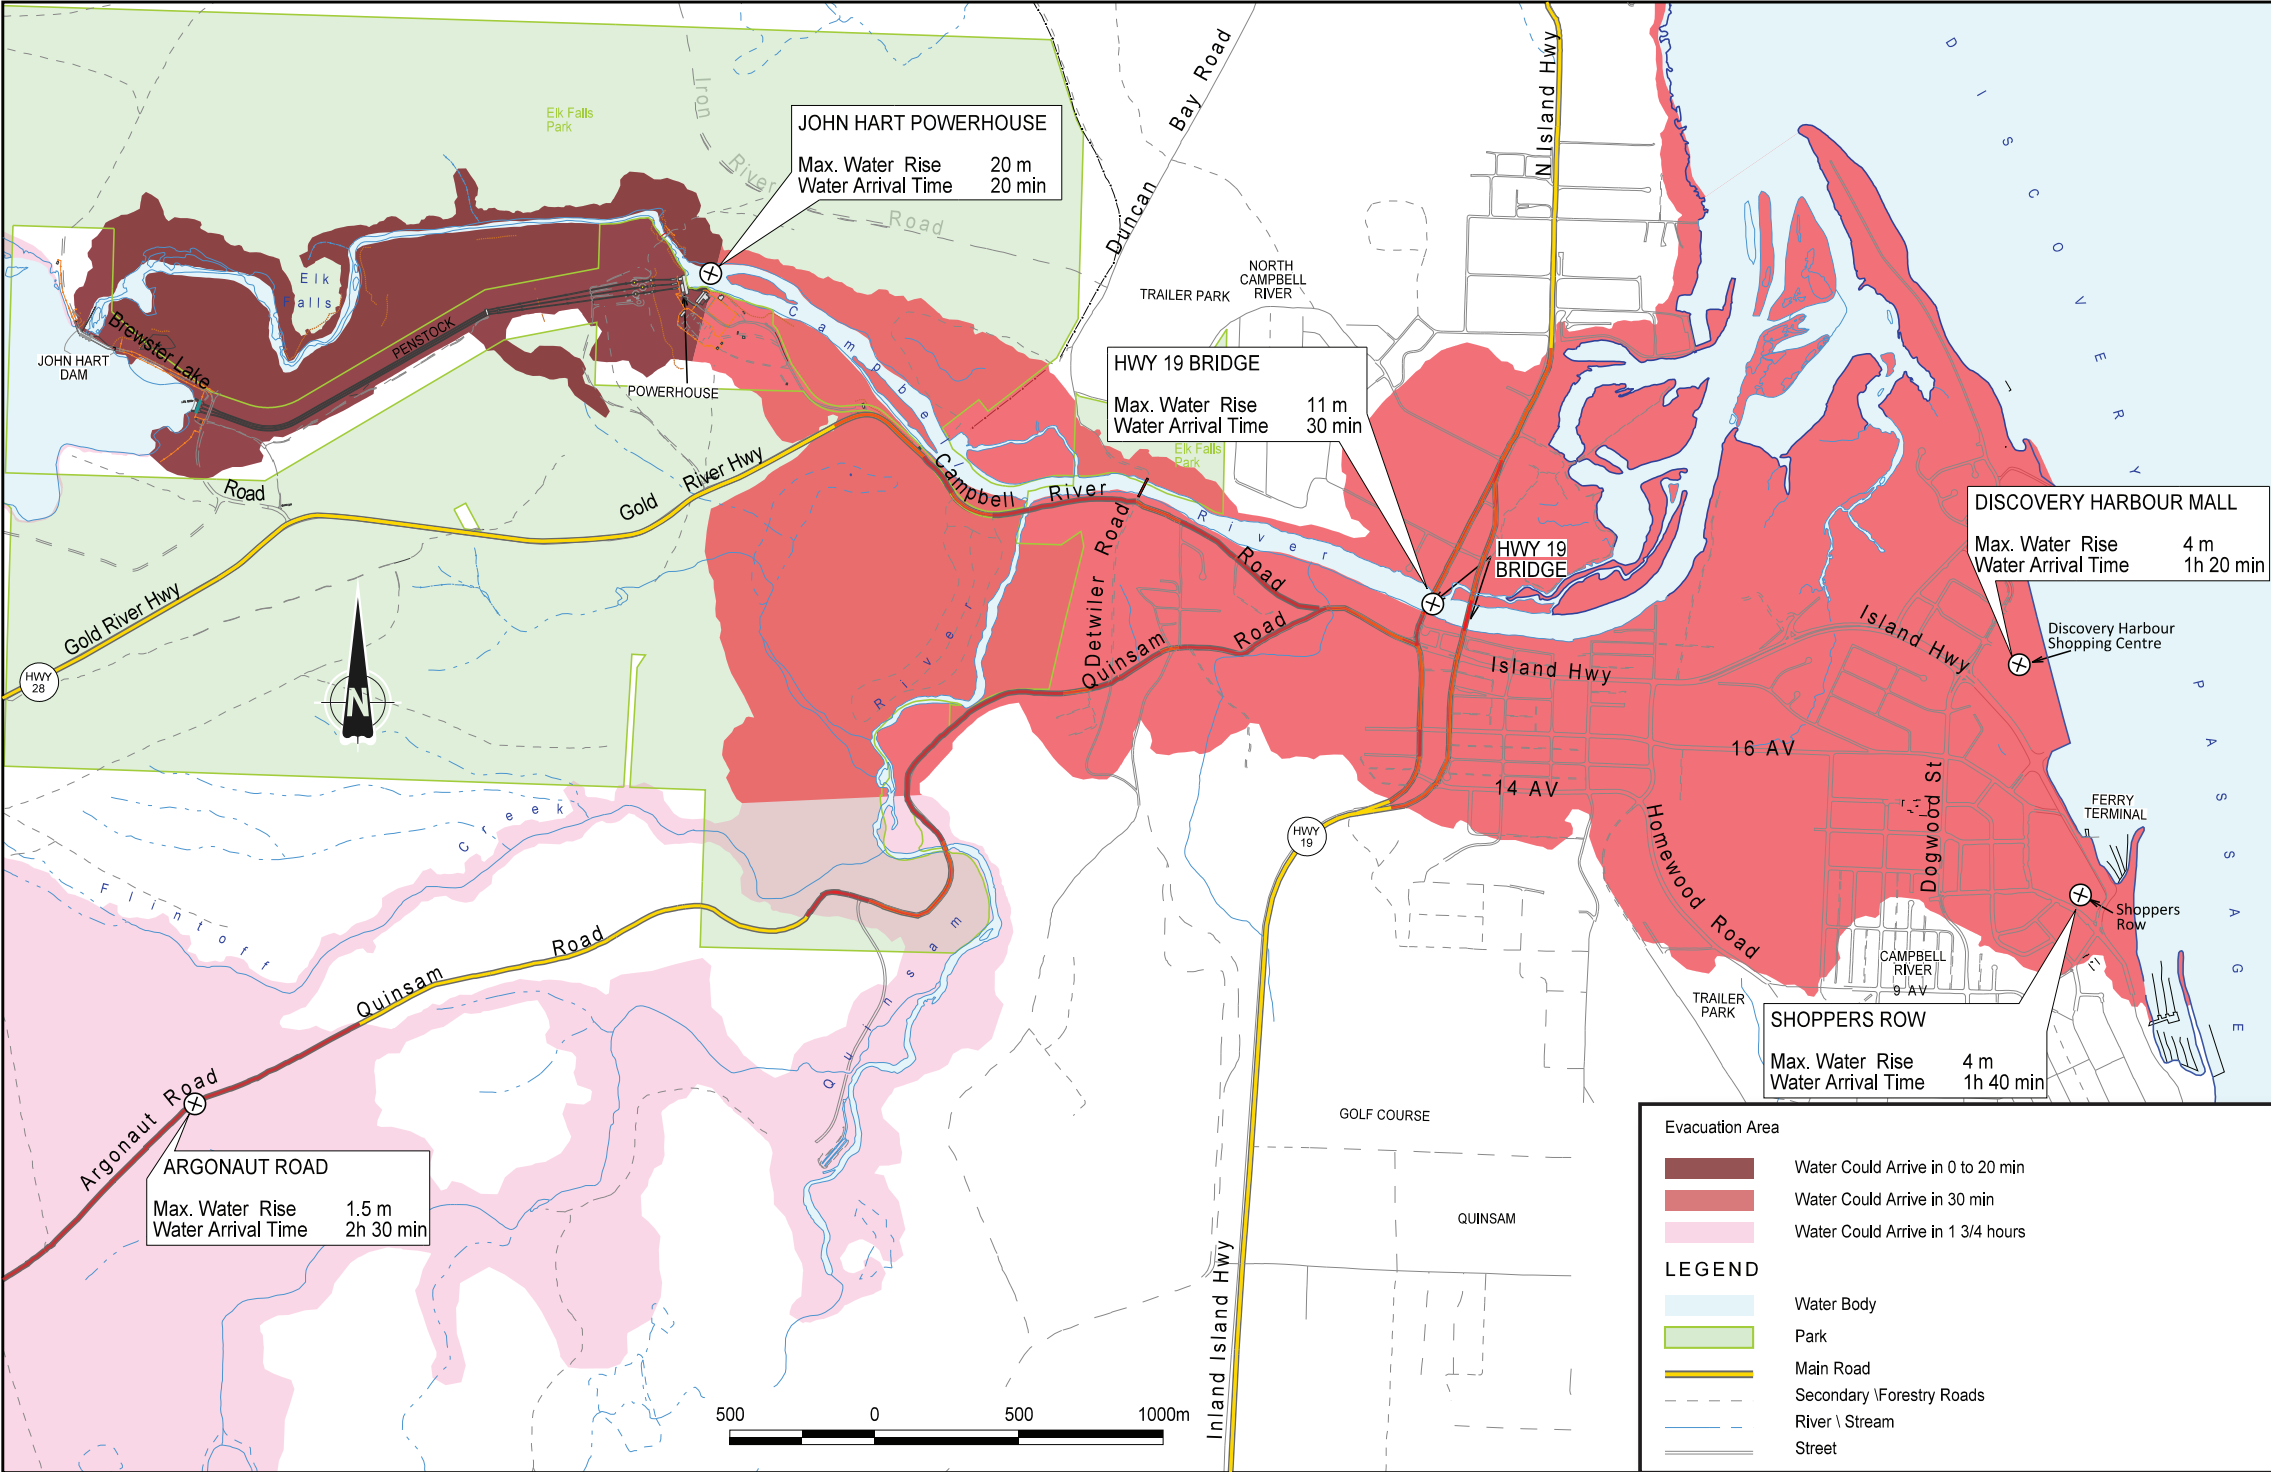 Elk Falls
Park
Iron
River
Road
Duncan
Bay Road
N Island Hwy
DISCOVERY PASSAGE
JOHN HART POWERHOUSE
Max. Water Rise 20 m
Water Arrival Time 20 min
Elk
Falls
Brewster Lake
Road
PENSTOCK
JOHN HART
DAM
POWERHOUSE
Campbell
River
TRAILER PARK
NORTH
CAMPBELL
RIVER
HWY 19 BRIDGE
Max. Water Rise 11 m
Water Arrival Time 30 min
Elk Falls
Park
Gold River Hwy
Campbell River
Road
HWY 19
BRIDGE
DISCOVERY HARBOUR MALL
Max. Water Rise 4 m
Water Arrival Time 1h 20 min
Gold River Hwy
HWY
28
N
Detwiler Road
Quinsam Road
Island Hwy
Island Hwy
Discovery Harbour
Shopping Centre
16 AV
14 AV
Dogwood St
Homewood Road
HWY
19
FERRY
TERMINAL
Shoppers
Row
Flintoff Creek
Quinsam River
Quinsam Road
Argonaut Road
CAMPBELL
RIVER
9 AV
TRAILER
PARK
SHOPPERS ROW
Max. Water Rise 4 m
Water Arrival Time 1h 40 min
ARGONAUT ROAD
Max. Water Rise 1.5 m
Water Arrival Time 2h 30 min
GOLF COURSE
QUINSAM
Inland Island Hwy
500 0 500 1000m
Evacuation Area
Water Could Arrive in 0 to 20 min
Water Could Arrive in 30 min
Water Could Arrive in 1 3/4 hours
LEGEND
Water Body
Park
Main Road
Secondary \Forestry Roads
River \ Stream
Street